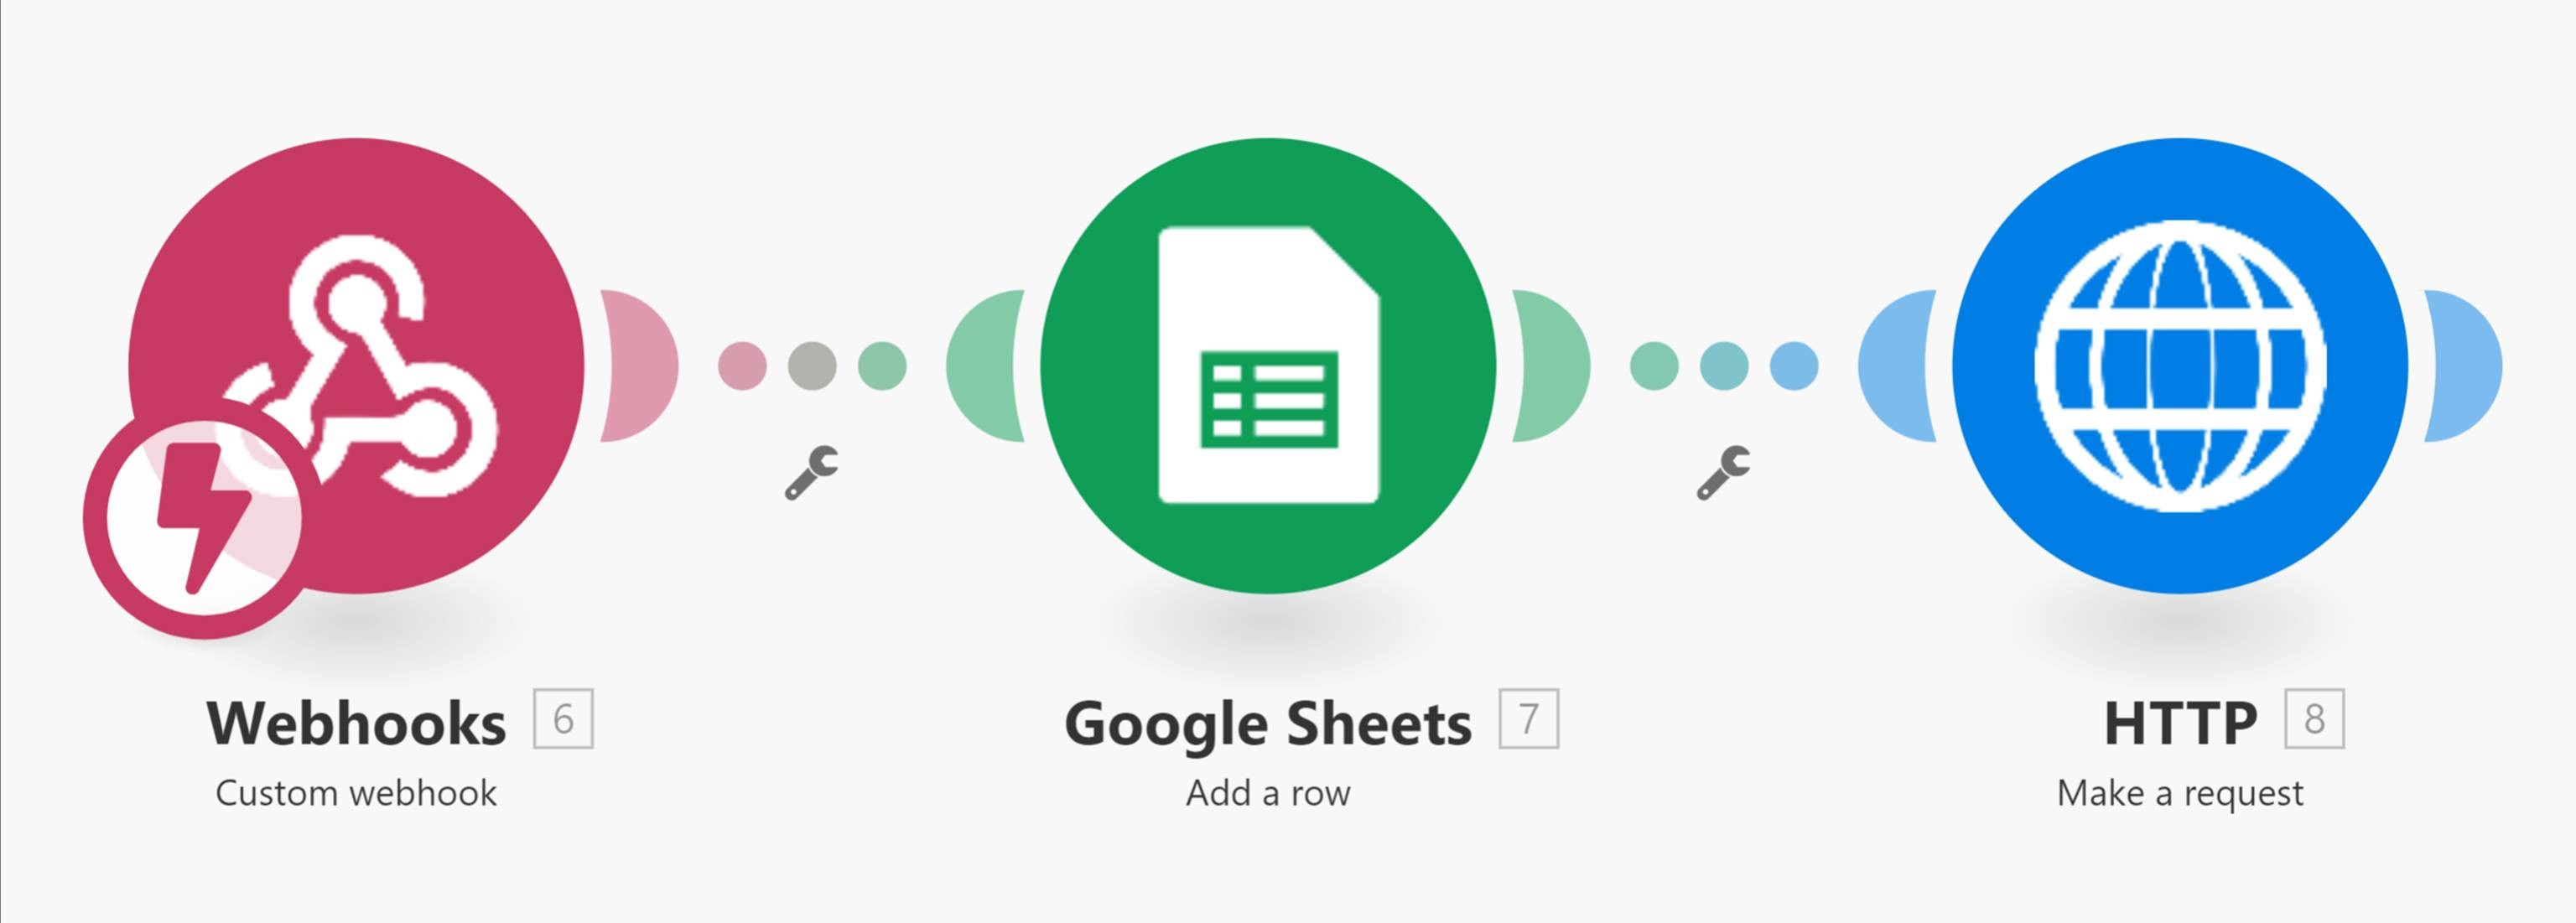 Webhooks 6
Custom webhook
Google Sheets 7
Add a row
HTTP 8
Make a request